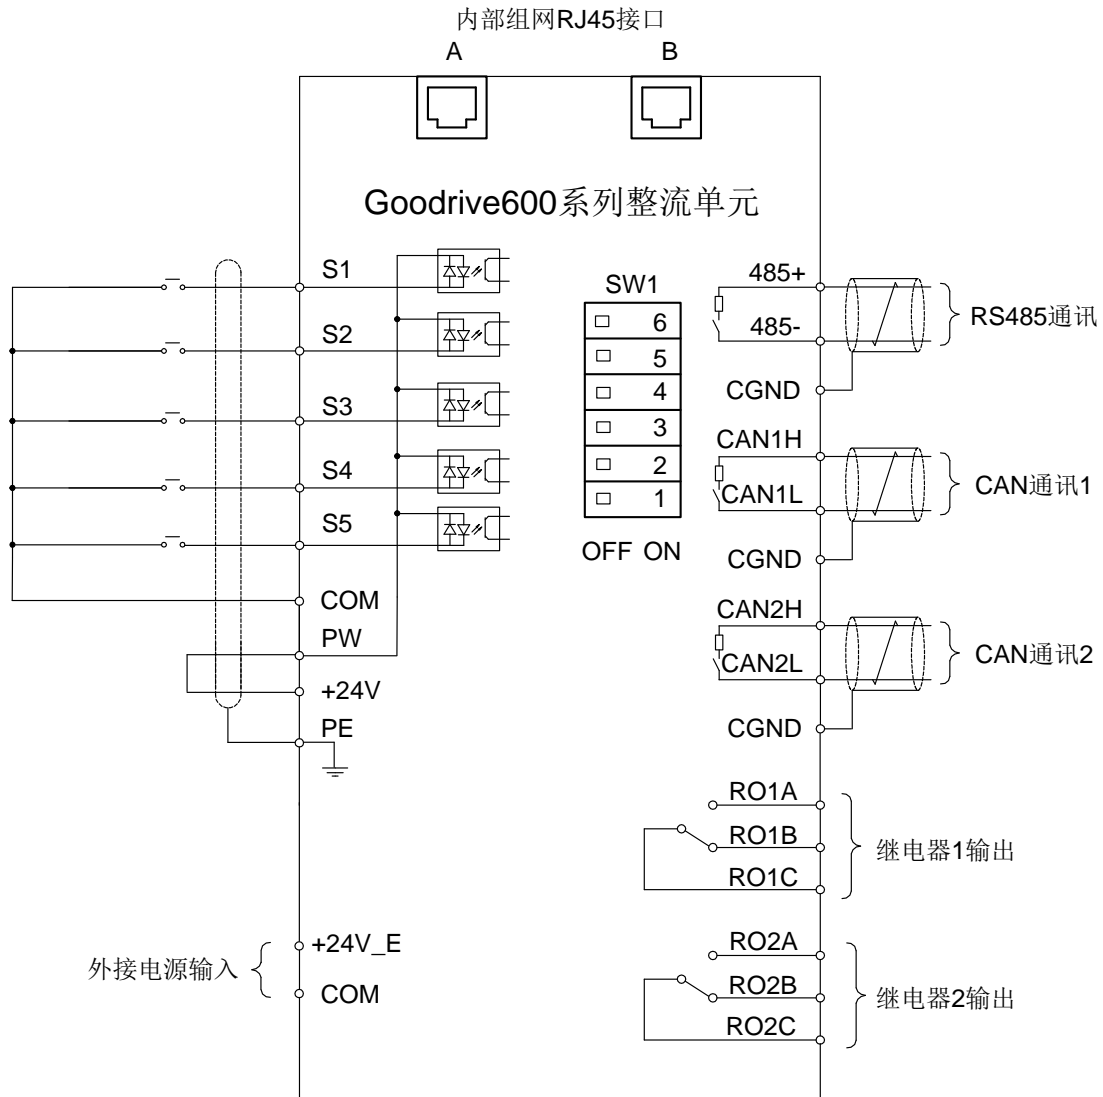 内部组网RJ45接口
A
B
Goodrive600系列整流单元
S1
S2
S3
S4
S5
COM
PW
+24V
PE
SW1
6
5
4
3
2
1
OFF ON
485+
485-
RS485通讯
CGND
CAN1H
CAN1L
CAN通讯1
CGND
CAN2H
CAN2L
CAN通讯2
CGND
RO1A
RO1B
RO1C
继电器1输出
+24V_E
COM
外接电源输入
RO2A
RO2B
RO2C
继电器2输出